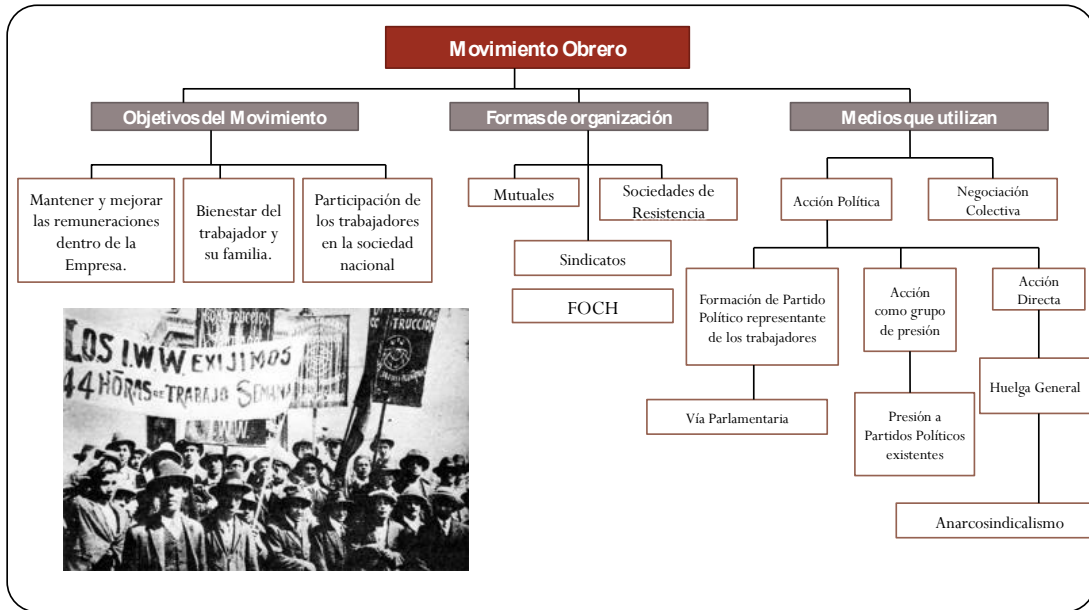 Movimiento Obrero
Objetivos del Movimiento
Formas de organización
Medios que utilizan
Mantener y mejorar
las remuneraciones
dentro de la
Empresa.
Bienestar del
trabajador y
su familia.
Participación de
los trabajadores
en la sociedad
nacional
Mutuales
Sociedades de
Resistencia
Sindicatos
FOCH
Acción Política
Negociación
Colectiva
Formación de Partido
Político representante
de los trabajadores
Acción
como grupo
de presión
Acción
Directa
Vía Parlamentaria
Presión a
Partidos Políticos
existentes
Huelga General
Anarcosindicalismo
CONSTRUCCION
TRUCCION
LOS I.W.W. EXIJIMOS
44 HORAS DE TRABAJO SEMANA